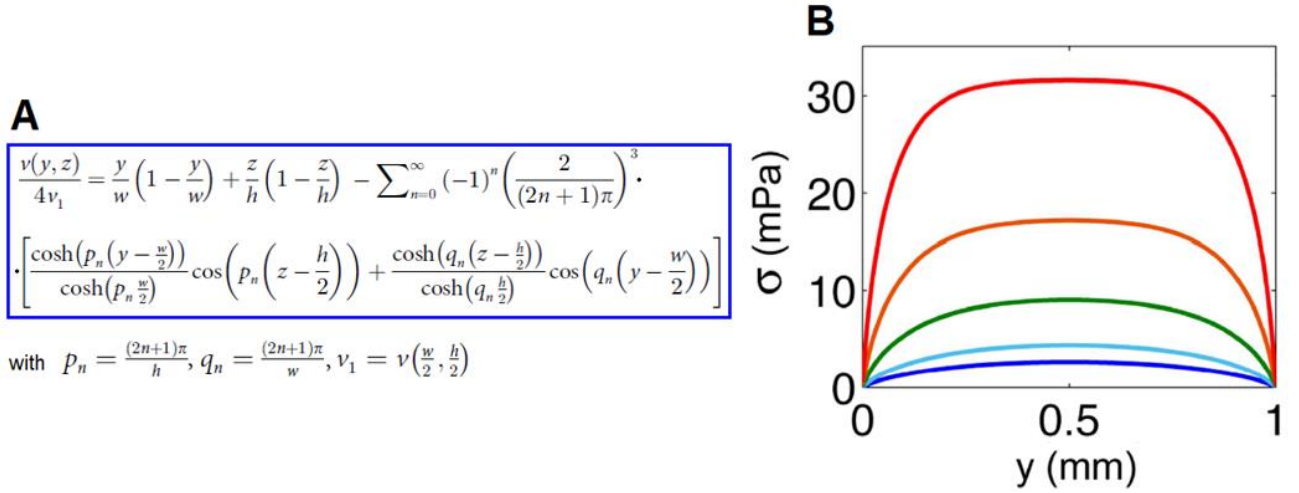 A
v(y, z)/4ν₁ = y/w (1 − y/w) + z/h (1 − z/h) − ∑_{n=0}^{∞} (−1)ⁿ (2/((2n + 1)π))³ ·
· [cosh(pₙ(y − w/2))/cosh(pₙ w/2) cos(pₙ(z − h/2)) + cosh(qₙ(z − h/2))/cosh(qₙ h/2) cos(qₙ(y − w/2))]
with pₙ = (2n+1)π/h, qₙ = (2n+1)π/w, ν₁ = ν(w/2, h/2)
B
σ (mPa)
30
20
10
0
0 0.5 1
y (mm)